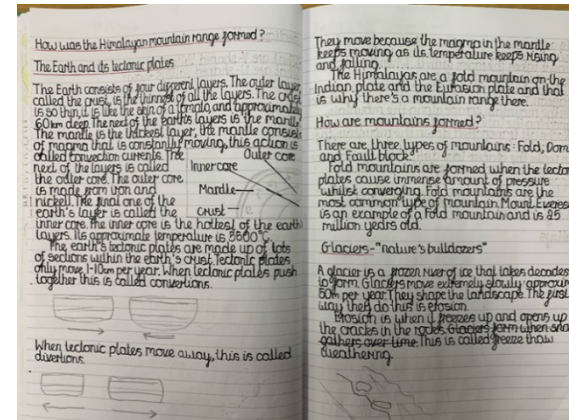 How was the Himalayan mountain range formed?
The Earth and its tectonic plates
The Earth consists of four different layers. The outer layer
called the crust, is the thinnest of all the layers. The crust
is so thin it is like the skin of a tomato and approximately
60km deep. The next of the earth's layers is the mantle.
The mantle is the thickest layer, the mantle consists
of magma that is constantly moving, this action is
called convection currents. The
next of the layers is called
the outer core. The outer core
is made from iron and
nickell. The final one of the
earth's layer is called the
Outer core
Inner core
Mantle
Crust
inner core. The inner core is the hottest of the earth
layers. Its approximate temperature is 5500°C.
The earth's tectonic plates are made up of lots
of sections within the earth's crust. Tectonic plates
only move 1-10cm per year. When tectonic plates push
together this is called convertions.
When tectonic plates move away, this is called
divertions.
They move because the magma in the mantle
keeps moving as its temperature keeps rising
and falling.
The Himalayas are a fold mountain on the
Indian plate and the Eurasion plate and that
is why there's a mountain range there.
How are mountains formed?
There are three types of mountains: Fold, Dom
and Fault block.
Fold mountains are formed when the tecto
plates cause immense amount of pressure
whilst converging. Fold mountains are the
most common type of mountain. Mount Everes
is an example of a Fold mountain and is 85
million years old.
Glaciers- "nature's bulldozers"
A glacier is a frozen river of ice that takes decades
to form. Glaciers move extremely slowly approxi
50m per year. They shape the landscape. The first
way they do this is erosion.
Erosion is when it freezes up and opens up
the cracks in the rocks. Glaciers form when sno
gathers over time. This is called freeze thaw
weathering.